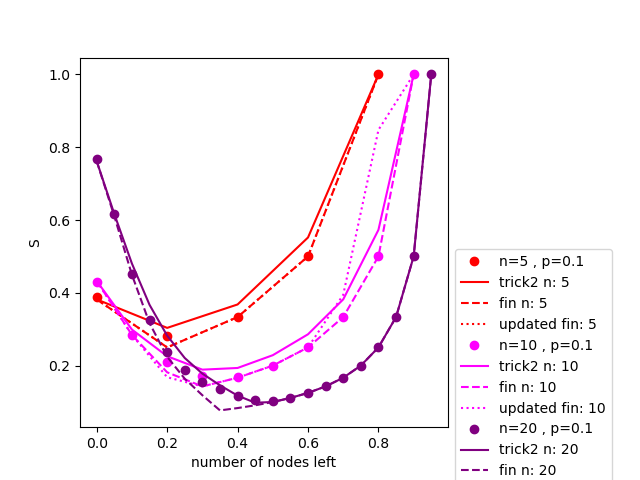 1.0
0.8
0.6
0.4
0.2
S
0.0 0.2 0.4 0.6 0.8
number of nodes left
n=5 , p=0.1
trick2 n: 5
fin n: 5
updated fin: 5
n=10 , p=0.1
trick2 n: 10
fin n: 10
updated fin: 10
n=20 , p=0.1
trick2 n: 20
fin n: 20